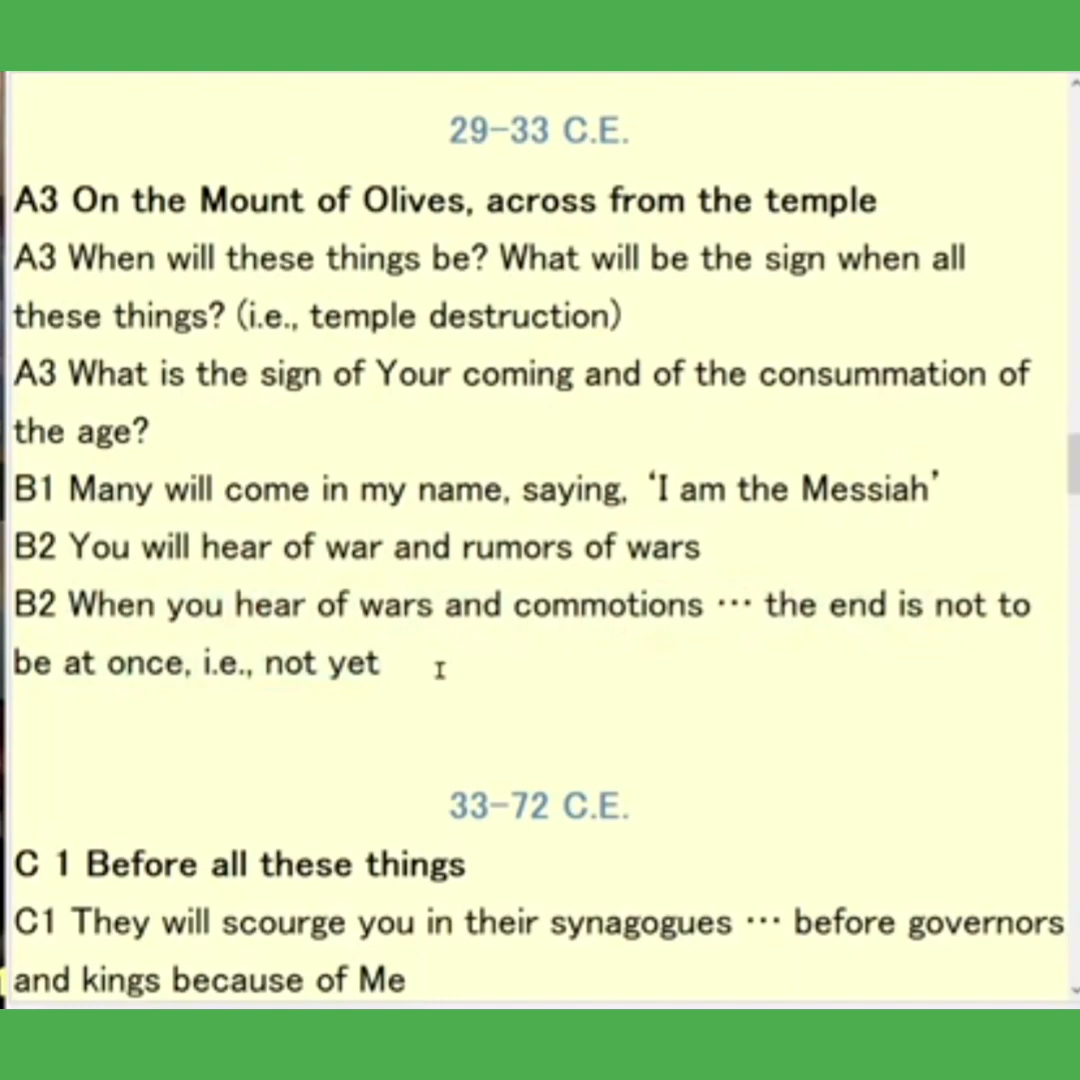 29-33 C.E.
A3 On the Mount of Olives, across from the temple
A3 When will these things be? What will be the sign when all
these things? (i.e., temple destruction)
A3 What is the sign of Your coming and of the consummation of
the age?
B1 Many will come in my name, saying, ‘I am the Messiah’
B2 You will hear of war and rumors of wars
B2 When you hear of wars and commotions … the end is not to
be at once, i.e., not yet
33-72 C.E.
C 1 Before all these things
C1 They will scourge you in their synagogues … before governors
and kings because of Me